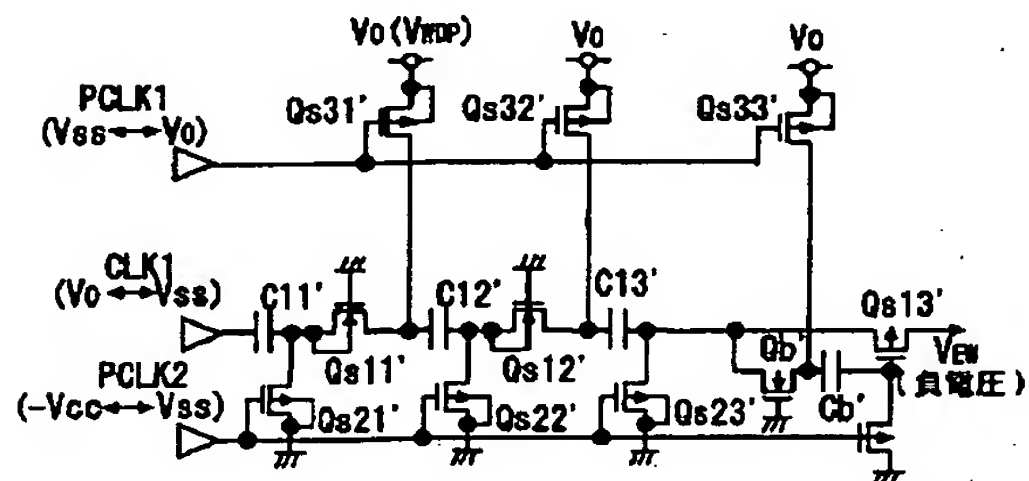 V0(VWDP)
V0
V0
PCLK1
(Vss↔V0)
Qs31'
Qs32'
Qs33'
CLK1
(V0↔Vss)
C11'
C12'
C13'
Qs13'
Qs11'
Qs12'
Qb'
Cb'
VEW
(負電圧)
PCLK2
(-Vcc↔Vss)
Qs21'
Qs22'
Qs23'